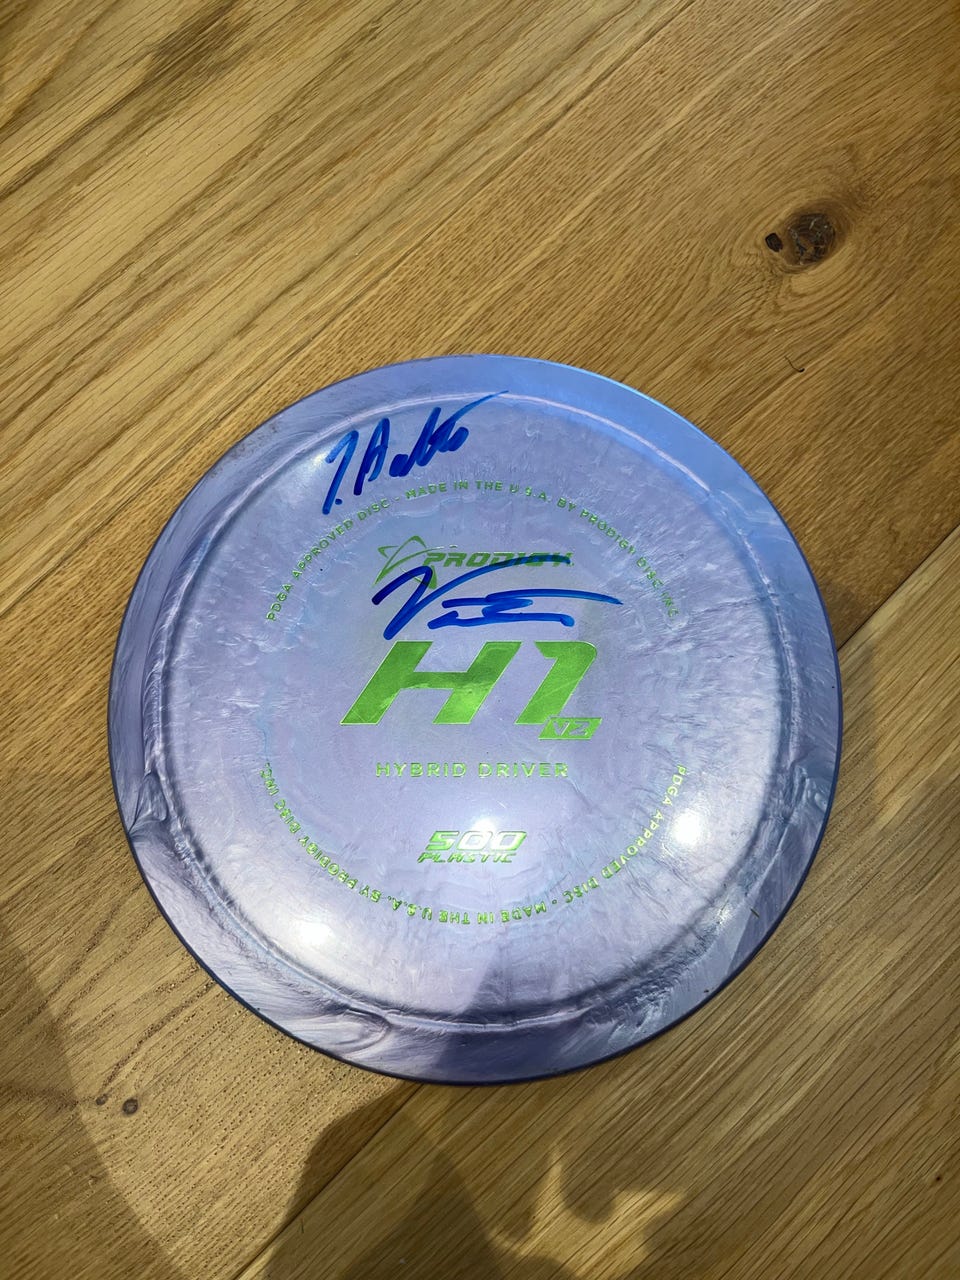 PDGA APPROVED DISC - MADE IN THE U.S.A. BY PRODIGY DISC INC.
PRODIGY
H1
V2
HYBRID DRIVER
500
PLASTIC
PDGA APPROVED DISC - MADE IN THE U.S.A. BY PRODIGY DISC INC.